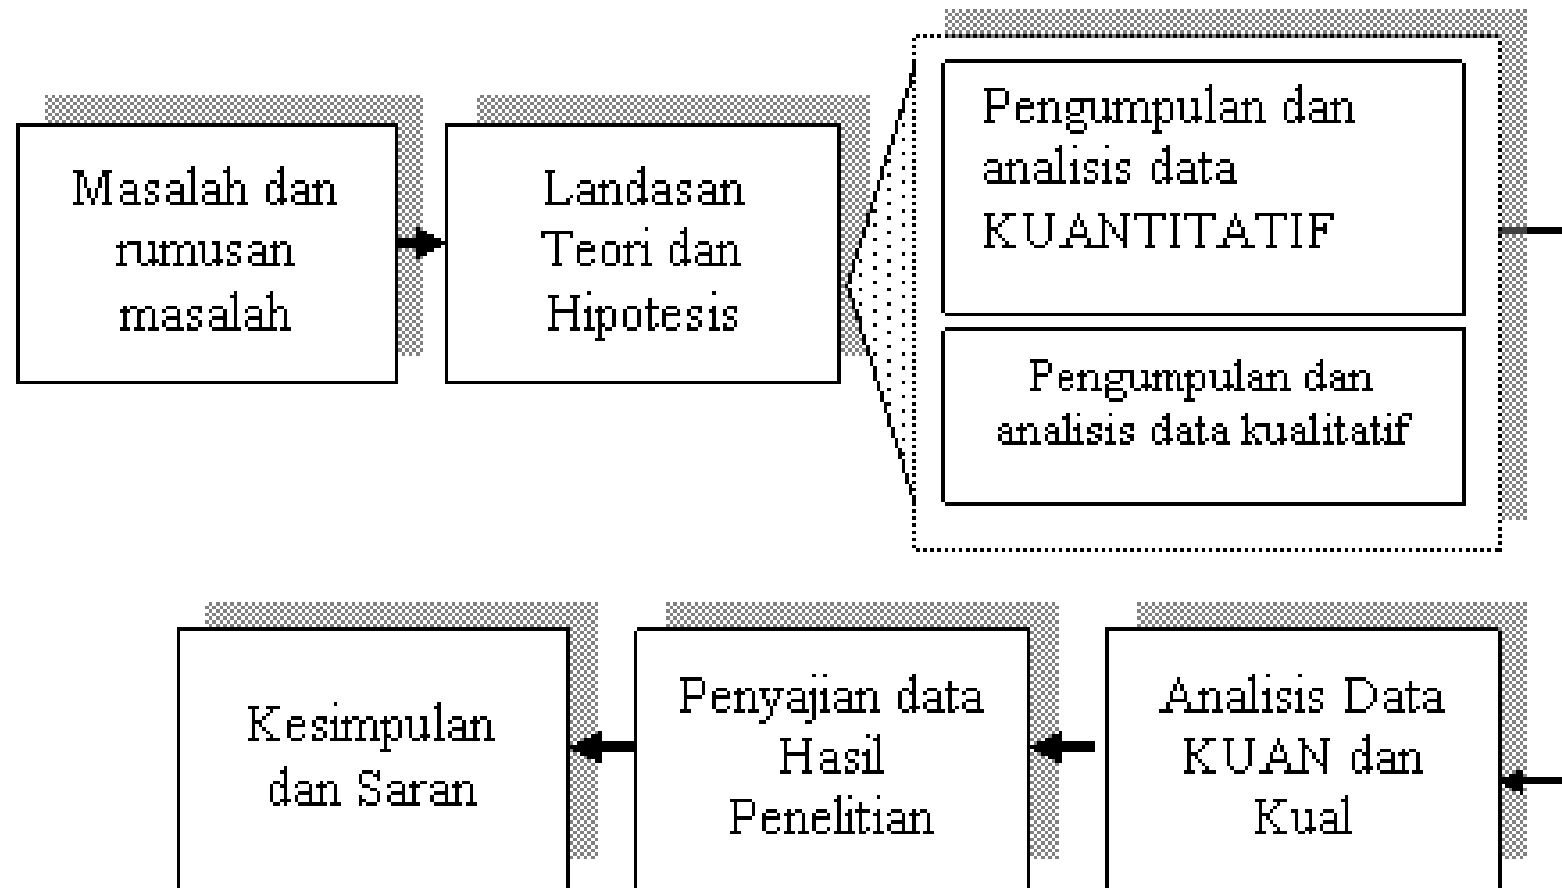 Masalah dan
rumusan
masalah
Landasan
Teori dan
Hipotesis
Pengumpulan dan
analisis data
KUANTITATIF
Pengumpulan dan
analisis data kualitatif
Analisis Data
KUAN dan
Kual
Penyajian data
Hasil
Penelitian
Kesimpulan
dan Saran